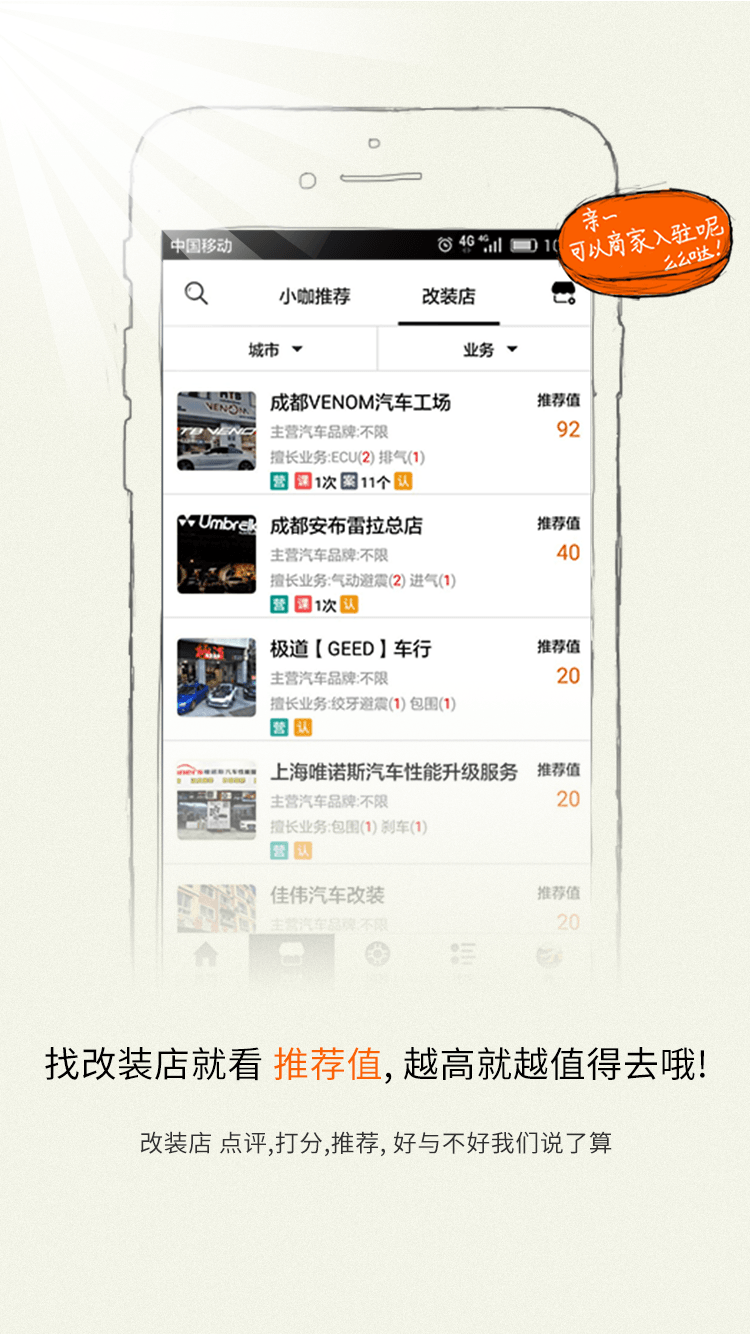 亲~
可以商家入驻呢
么么哒!
中国移动
4G 4G
小咖推荐 改装店
城市 业务
成都VENOM汽车工场 推荐值
主营汽车品牌:不限 92
擅长业务:ECU(2) 排气(1)
营 课1次 案11个 认
成都安布雷拉总店 推荐值
主营汽车品牌:不限 40
擅长业务:气动避震(2) 进气(1)
营 课1次 认
极道【GEED】车行 推荐值
主营汽车品牌:不限 20
擅长业务:绞牙避震(1) 包围(1)
营 认
上海唯诺斯汽车性能升级服务 推荐值
主营汽车品牌:不限 20
擅长业务:包围(1) 刹车(1)
营 认
佳伟汽车改装 推荐值
主营汽车品牌:不限 20
找改装店就看 推荐值, 越高就越值得去哦!
改装店 点评,打分,推荐, 好与不好我们说了算